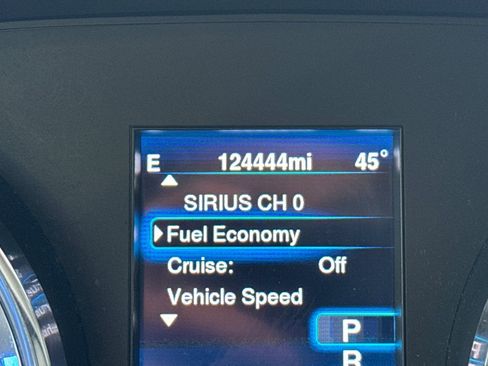 E 124444mi 45°
SIRIUS CH 0
Fuel Economy
Cruise: Off
Vehicle Speed
P
R